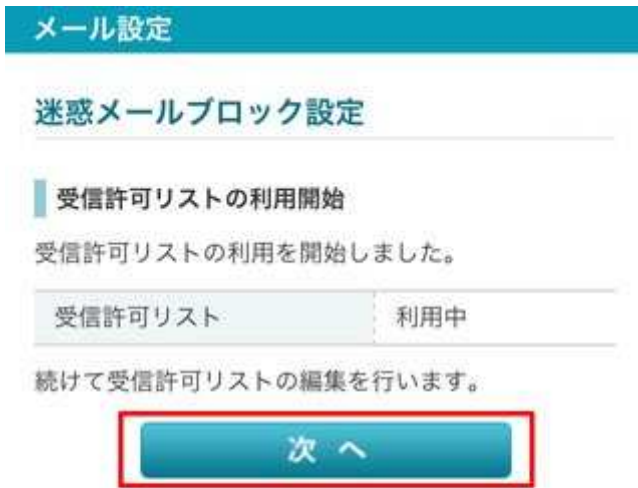 メール設定
迷惑メールブロック設定
受信許可リストの利用開始
受信許可リストの利用を開始しました。
受信許可リスト 利用中
続けて受信許可リストの編集を行います。
次へ